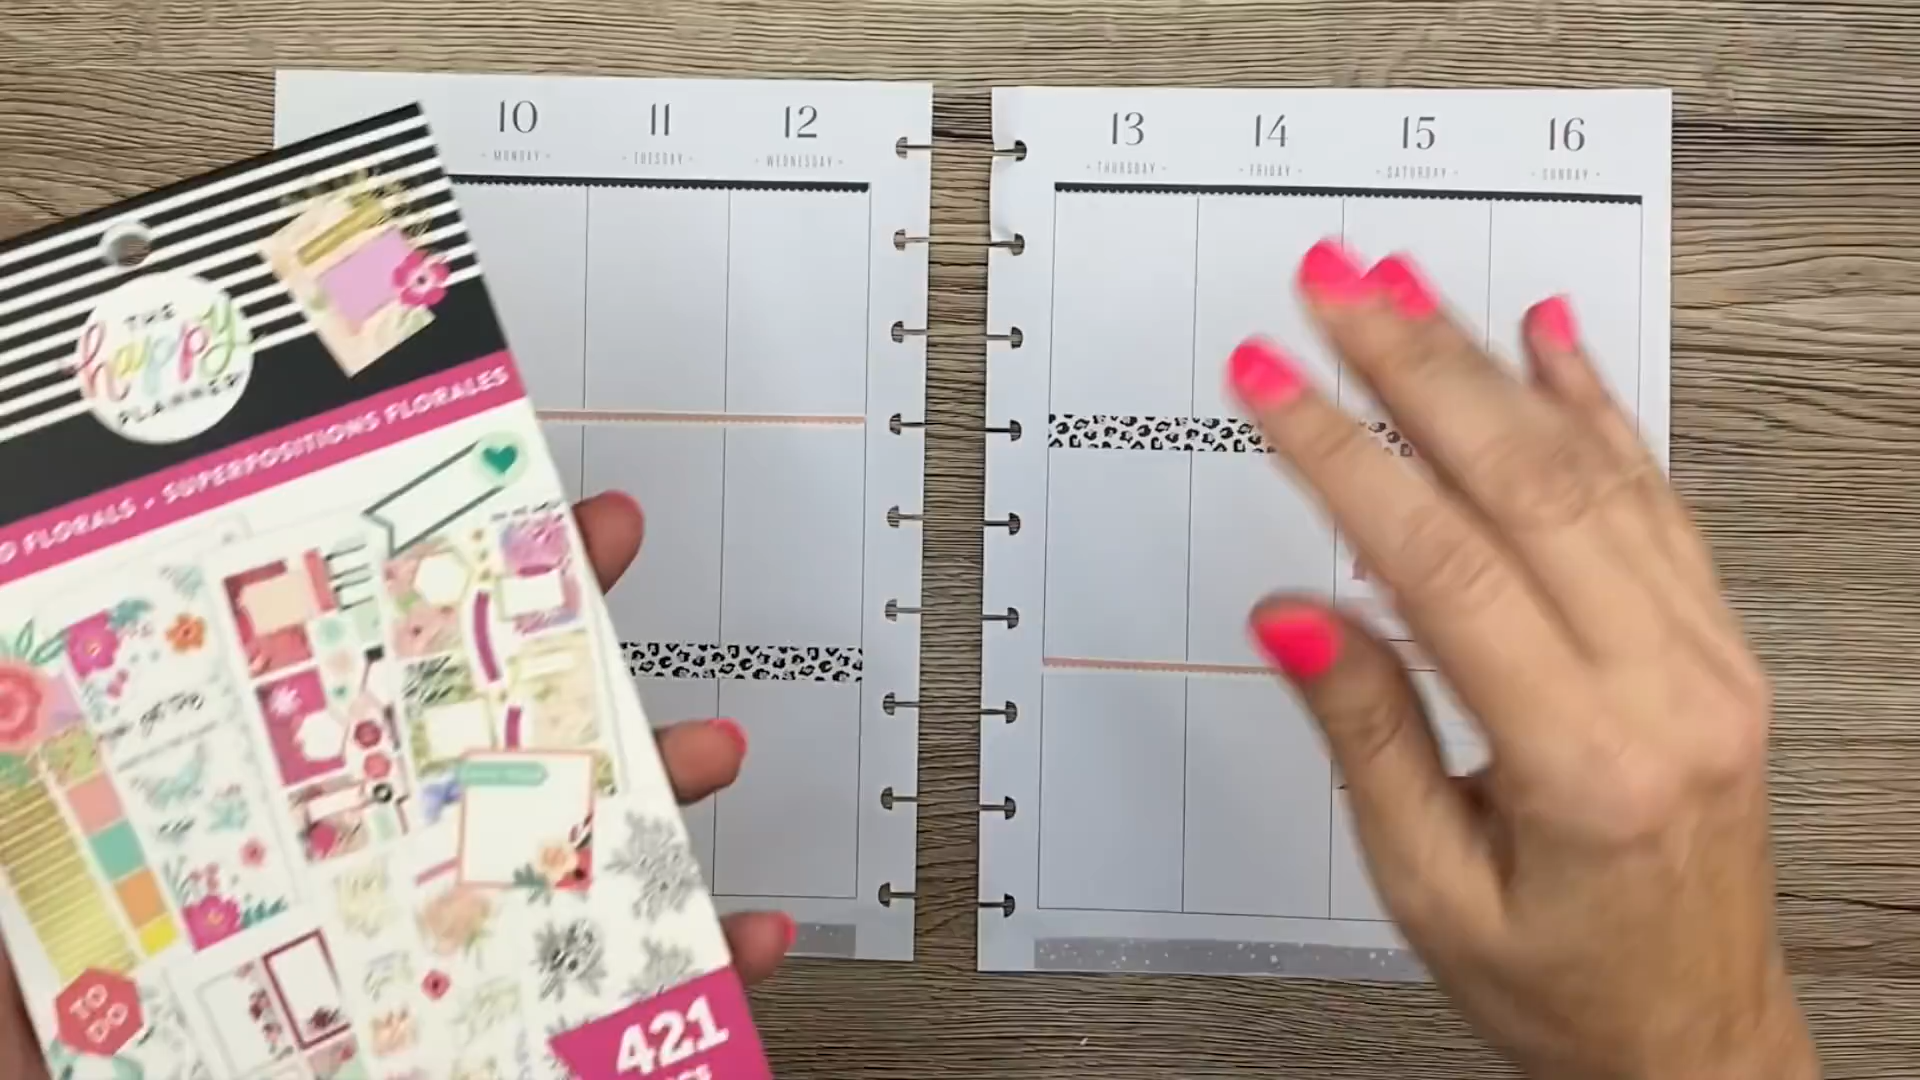 10 11 12
- MONDAY - - TUESDAY - - WEDNESDAY -
13 14 15 16
- THURSDAY - - FRIDAY - - SATURDAY - - SUNDAY -
THE
happy
PLANNER
FLORALS • SUPERPOSITIONS FLORALES
TO
DO
421